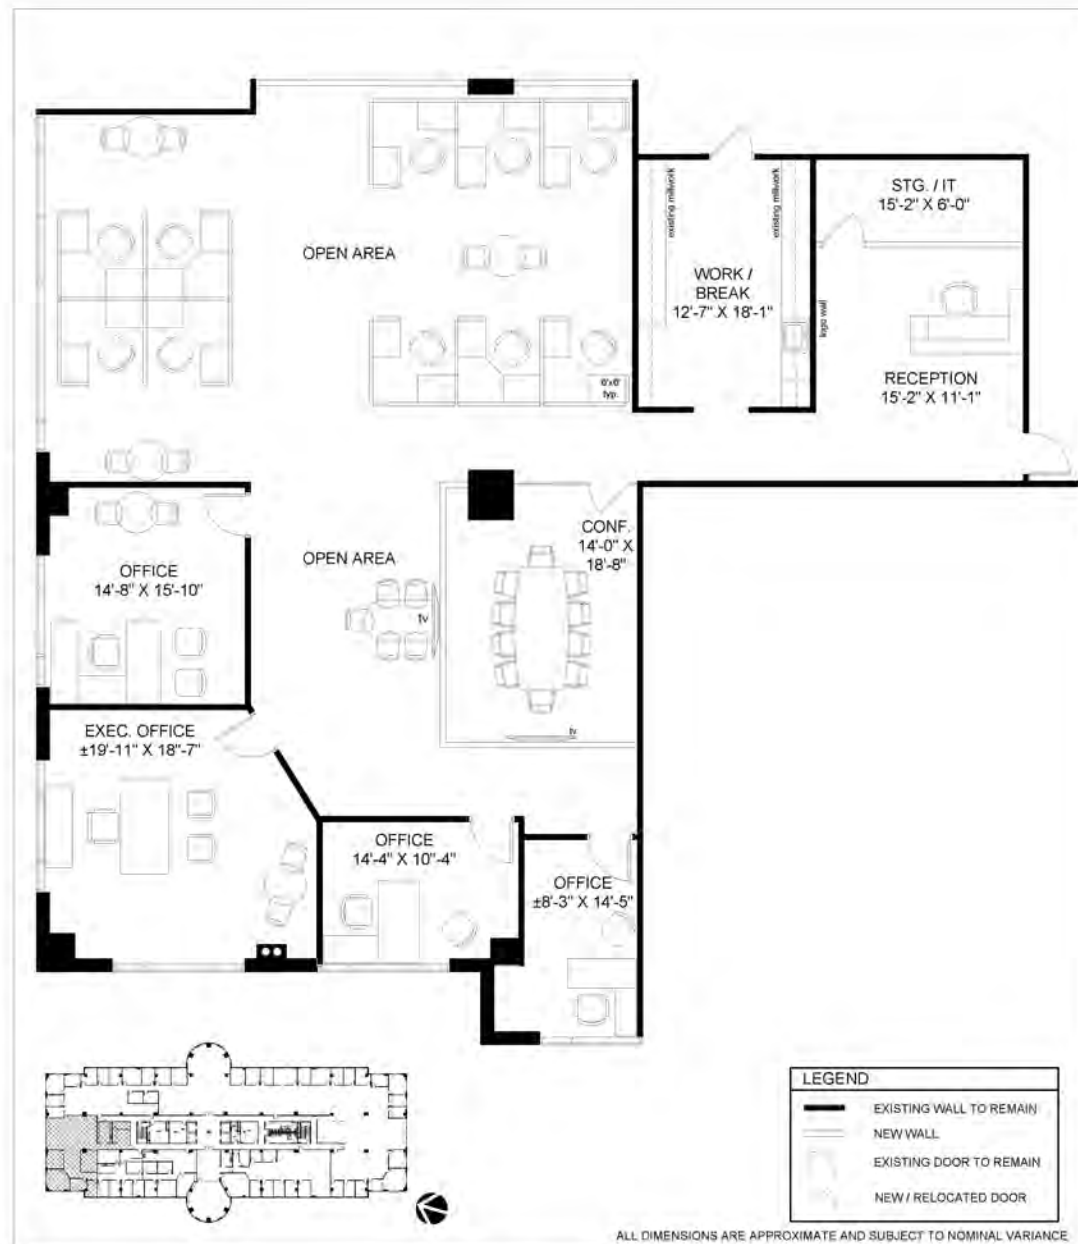 STG. / IT
15'-2" X 6'-0"
existing millwork
existing millwork
OPEN AREA
WORK /
BREAK
12'-7" X 18'-1"
logo wall
RECEPTION
15'-2" X 11'-1"
6'x6'
typ.
CONF.
14'-0" X
18'-8"
OPEN AREA
OFFICE
14'-8" X 15'-10"
tv
EXEC. OFFICE
±19'-11" X 18"-7"
tv
OFFICE
14'-4" X 10"-4"
OFFICE
±8'-3" X 14'-5"
LEGEND
EXISTING WALL TO REMAIN
NEW WALL
EXISTING DOOR TO REMAIN
NEW / RELOCATED DOOR
ALL DIMENSIONS ARE APPROXIMATE AND SUBJECT TO NOMINAL VARIANCE